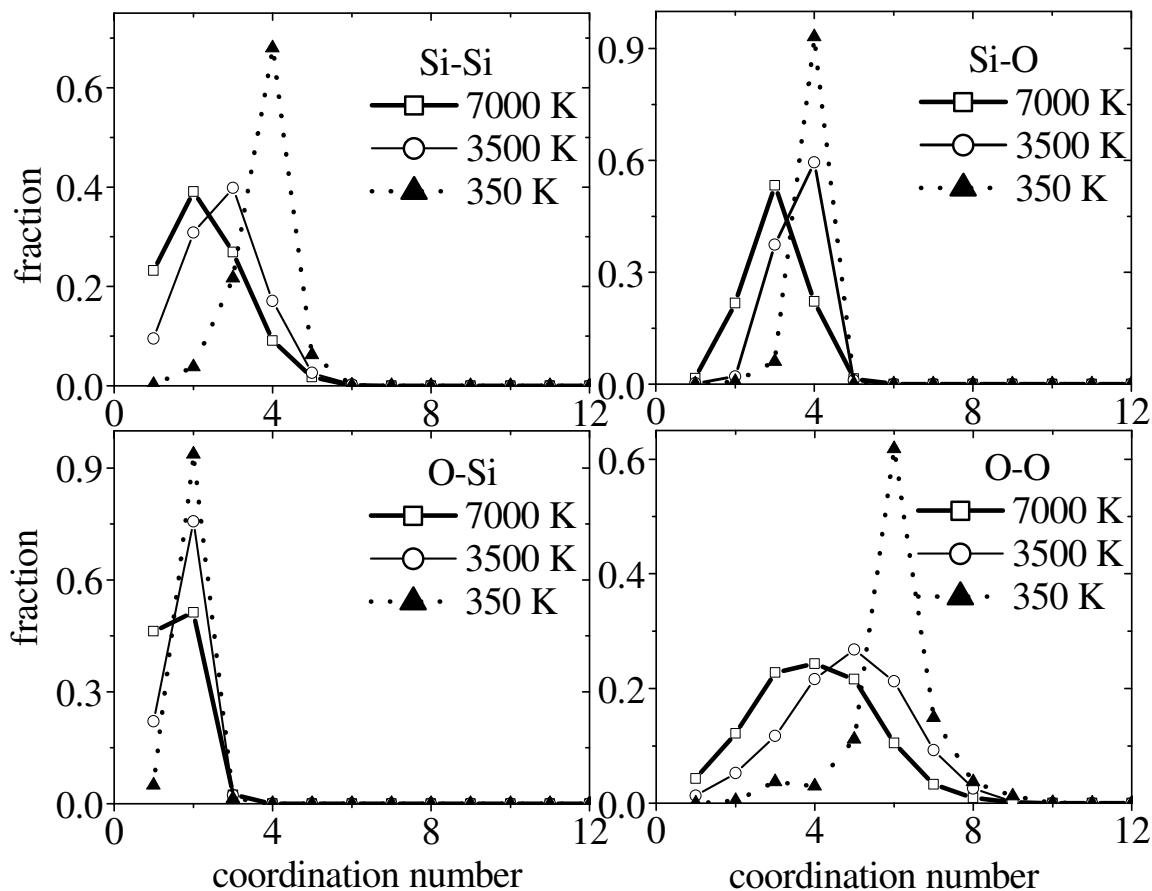 Si-Si
7000 K
3500 K
350 K
0.6
0.4
0.2
0.0
fraction
0 4 8 12
Si-O
7000 K
3500 K
350 K
0.9
0.6
0.3
0.0
0 4 8 12
O-Si
7000 K
3500 K
350 K
0.9
0.6
0.3
0.0
fraction
0 4 8 12
coordination number
O-O
7000 K
3500 K
350 K
0.6
0.4
0.2
0.0
0 4 8 12
coordination number